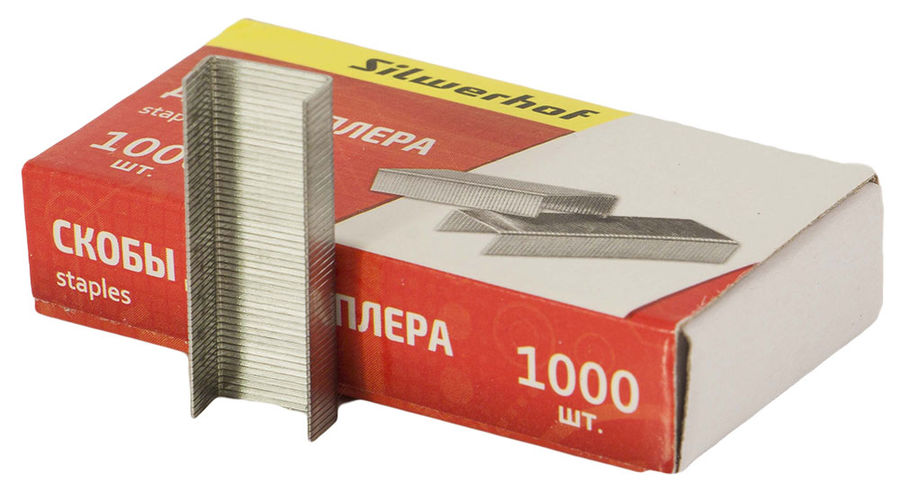 Silwerhof
ПЛЕРА
staples
1000
шт.
СКОБЫ
ПЛЕРА
staples
1000
шт.